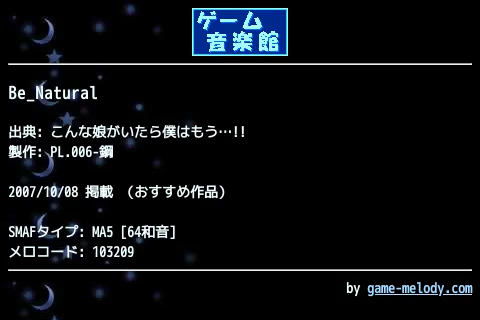 ゲーム
音楽館
Be_Natural
出典: こんな娘がいたら僕はもう…!!
製作: PL.006-鋼
2007/10/08 掲載 (おすすめ作品)
SMAFタイプ: MA5 [64和音]
メロコード: 103209
by game-melody.com